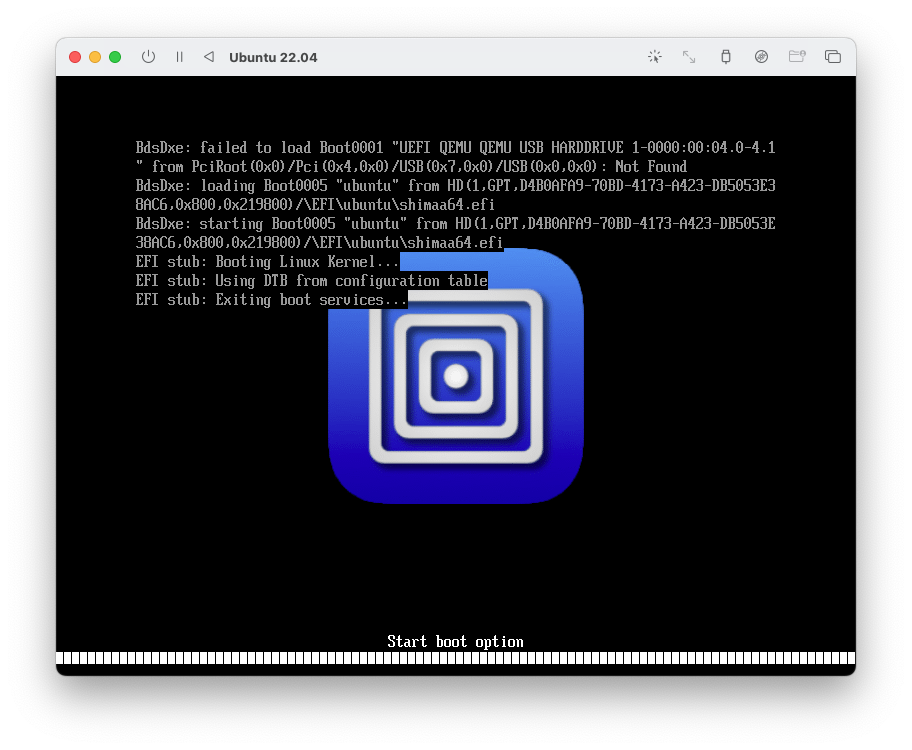 Ubuntu 22.04
BdsDxe: failed to load Boot0001 "UEFI QEMU QEMU USB HARDDRIVE 1-0000:00:04.0-4.1
" from PciRoot(0x0)/Pci(0x4,0x0)/USB(0x7,0x0)/USB(0x0,0x0): Not Found
BdsDxe: loading Boot0005 "ubuntu" from HD(1,GPT,D4B0AFA9-70BD-4173-A423-DB5053E3
8AC6,0x800,0x219800)/\EFI\ubuntu\shimaa64.efi
BdsDxe: starting Boot0005 "ubuntu" from HD(1,GPT,D4B0AFA9-70BD-4173-A423-DB5053E
38AC6,0x800,0x219800)/\EFI\ubuntu\shimaa64.efi
EFI stub: Booting Linux Kernel...
EFI stub: Using DTB from configuration table
EFI stub: Exiting boot services...
Start boot option